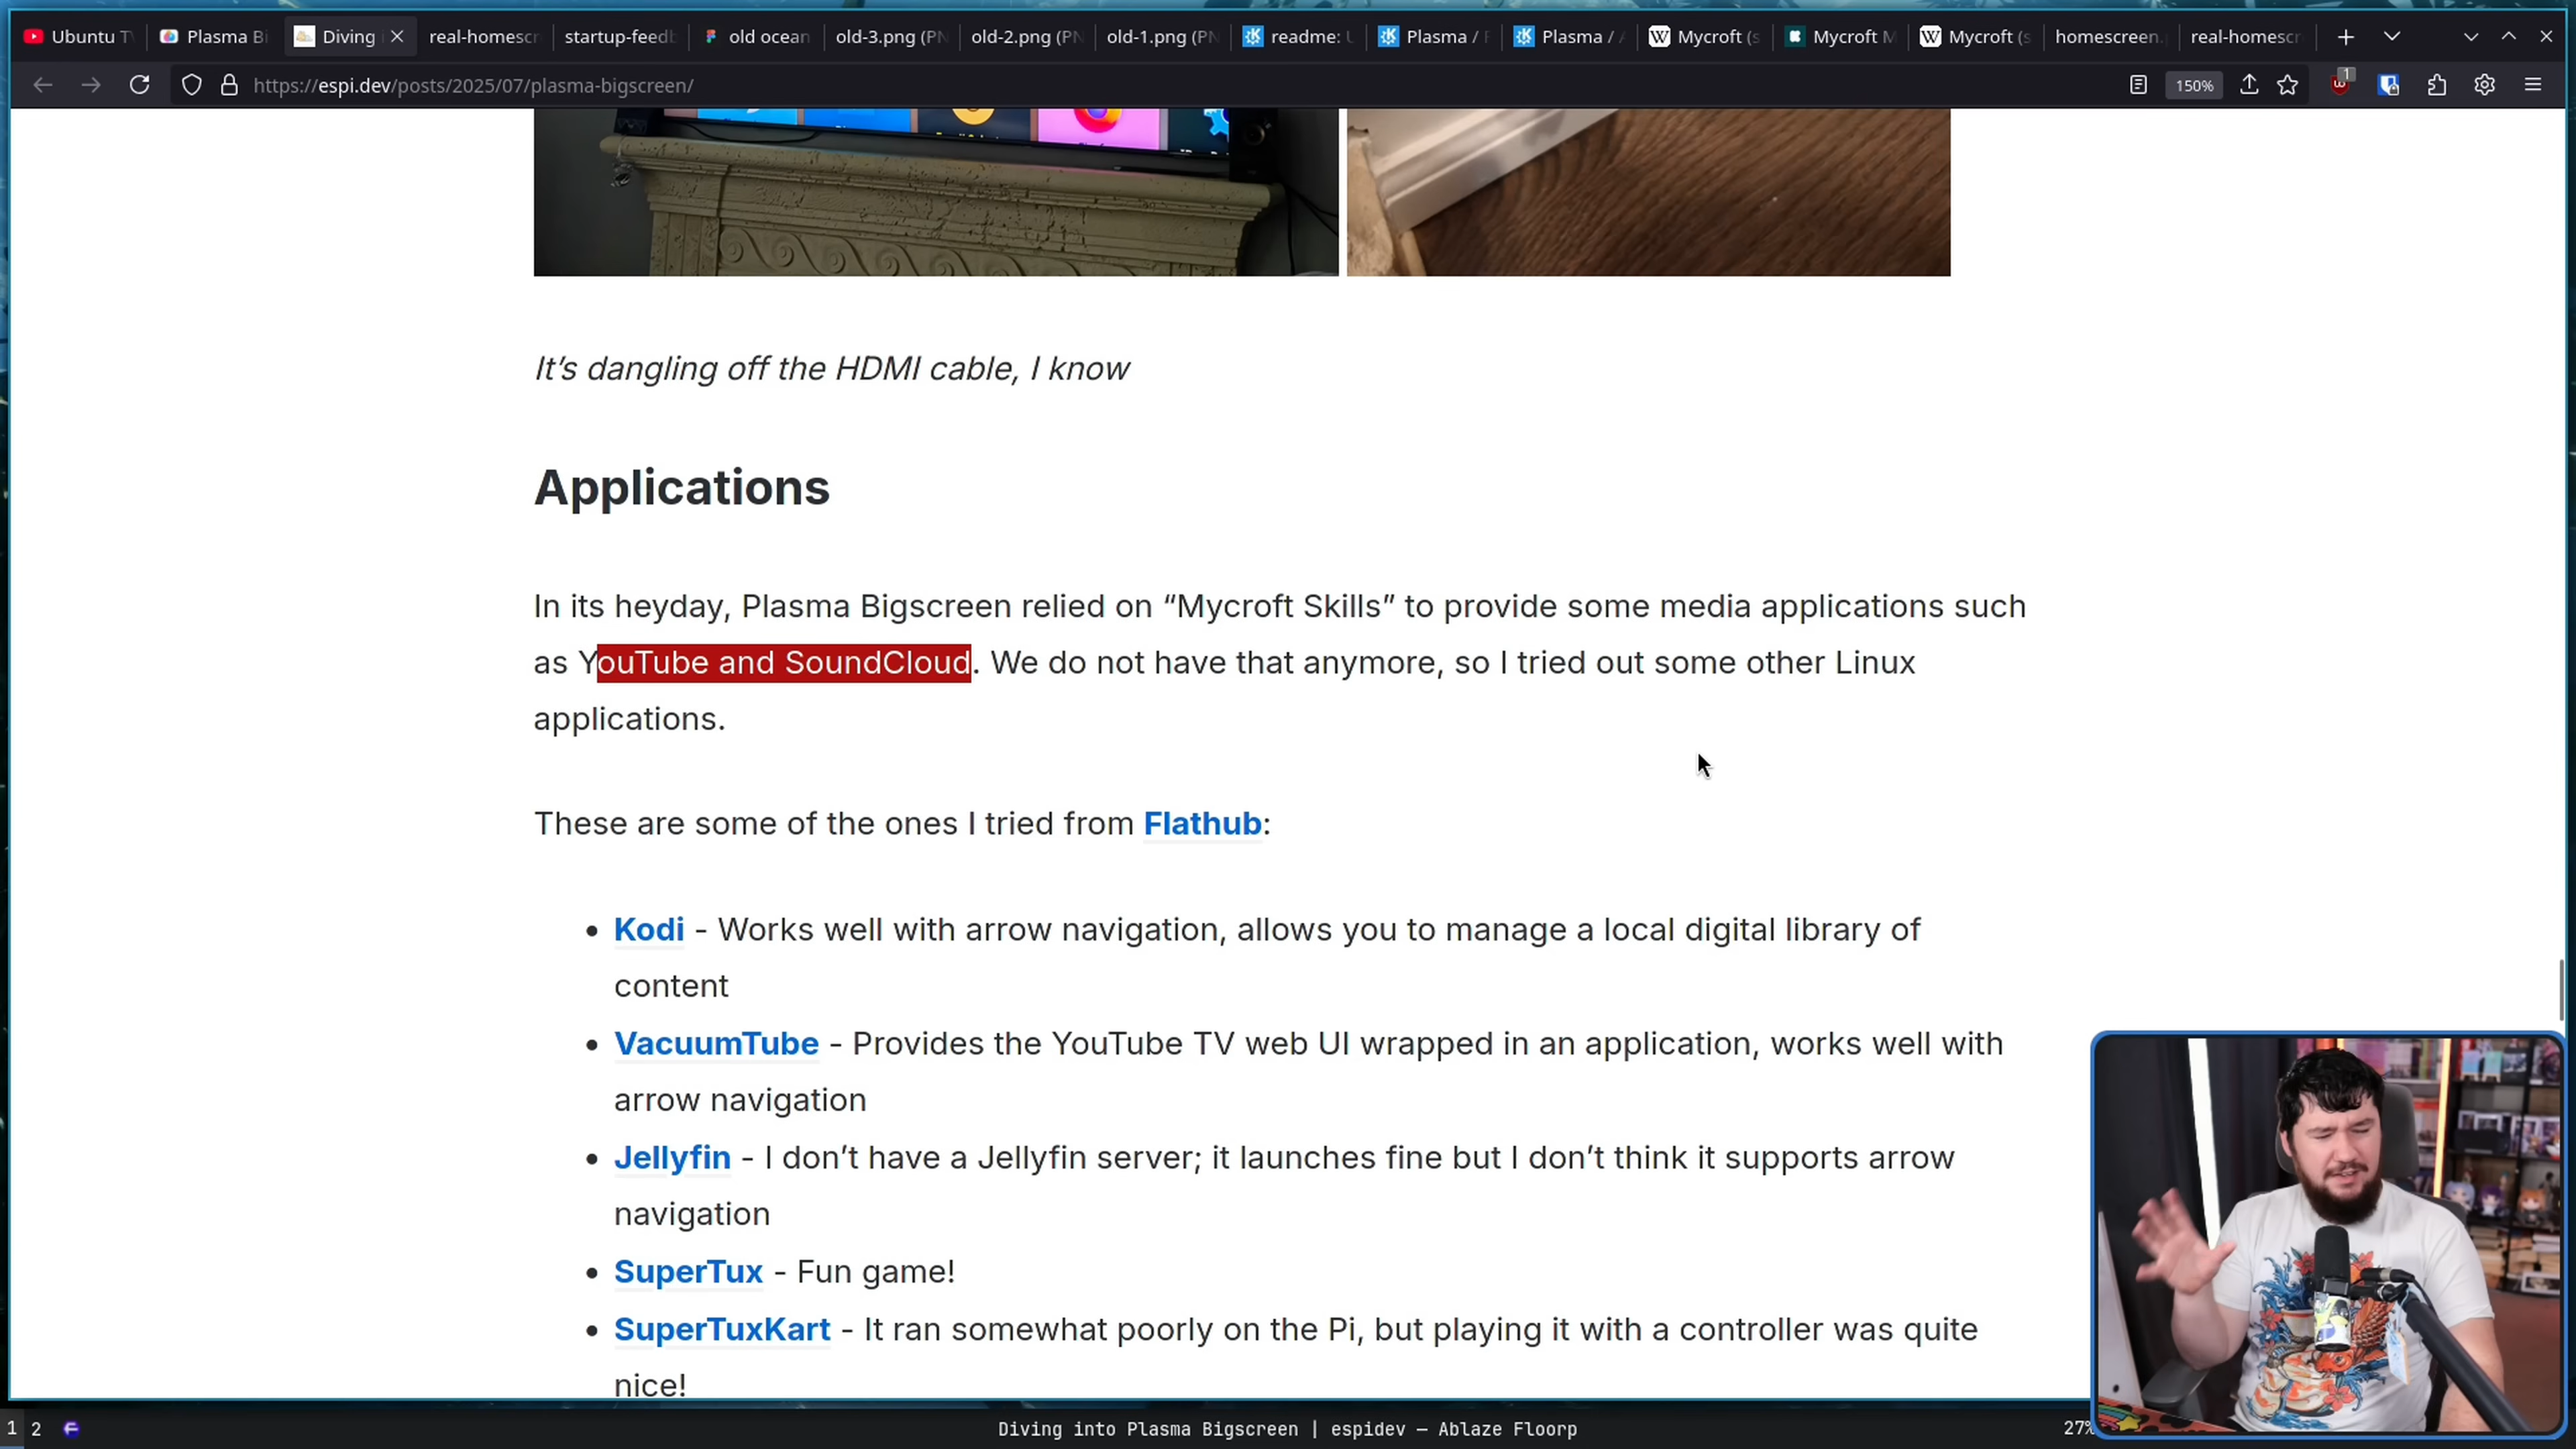 Ubuntu T
Plasma Bi
Diving
real-homesc
startup-feed
old ocean
old-3.png (PN
old-2.png (PN
old-1.png (PN
readme:
Plasma /
Plasma /
Mycroft (s
Mycroft M
Mycroft (s
homescreen.
real-homesc
https://espi.dev/posts/2025/07/plasma-bigscreen/
150%
1
It’s dangling off the HDMI cable, I know
Applications
In its heyday, Plasma Bigscreen relied on “Mycroft Skills” to provide some media applications such
as YouTube and SoundCloud. We do not have that anymore, so I tried out some other Linux
applications.
These are some of the ones I tried from Flathub:
• Kodi - Works well with arrow navigation, allows you to manage a local digital library of
content
• VacuumTube - Provides the YouTube TV web UI wrapped in an application, works well with
arrow navigation
• Jellyfin - I don’t have a Jellyfin server; it launches fine but I don’t think it supports arrow
navigation
• SuperTux - Fun game!
• SuperTuxKart - It ran somewhat poorly on the Pi, but playing it with a controller was quite
nice!
1 2
Diving into Plasma Bigscreen | espidev — Ablaze Floorp
27%